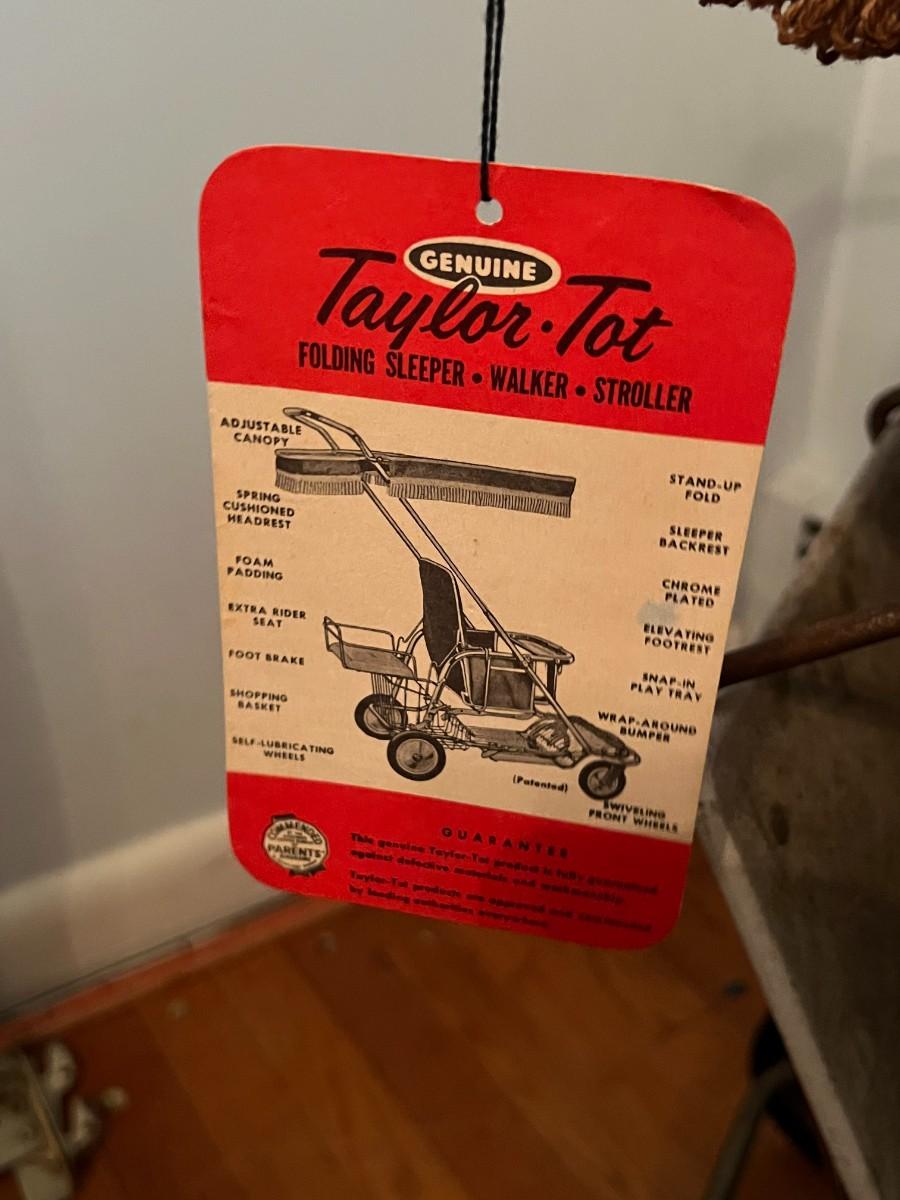 GENUINE
Taylor·Tot
FOLDING SLEEPER • WALKER • STROLLER
ADJUSTABLE
CANOPY
SPRING
CUSHIONED
HEADREST
FOAM
PADDING
EXTRA RIDER
SEAT
FOOT BRAKE
SHOPPING
BASKET
SELF-LUBRICATING
WHEELS
STAND-UP
FOLD
SLEEPER
BACKREST
CHROME
PLATED
ELEVATING
FOOTREST
SNAP-IN
PLAY TRAY
WRAP-AROUND
BUMPER
SWIVELING
FRONT WHEELS
(Patented)
COMMENDED
PARENTS'
GUARANTEE
This genuine Taylor-Tot product is fully guaranteed
against defective materials and workmanship.
Taylor-Tot products are approved and
by leading authorities everywhere.